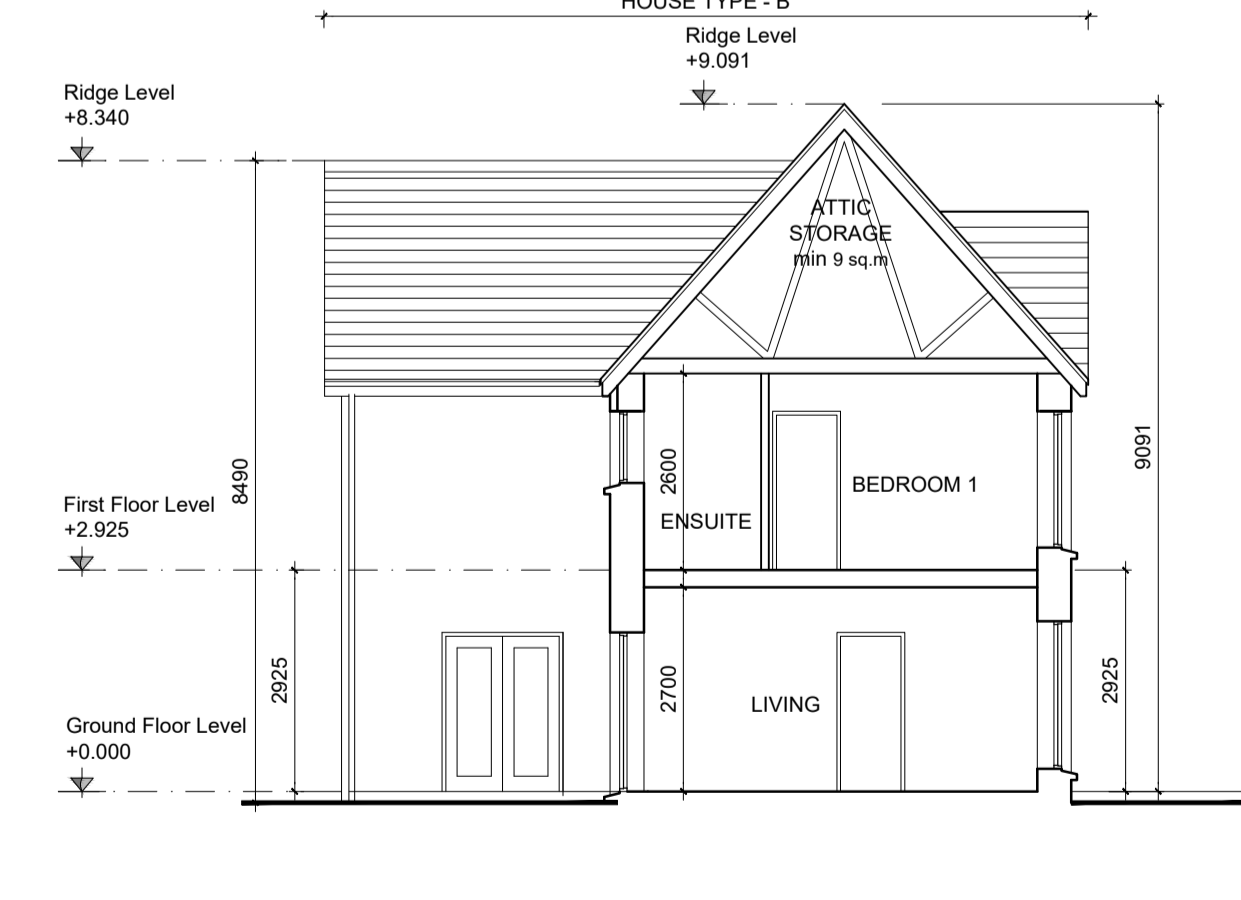 HOUSE TYPE - B
Ridge Level
+9.091
Ridge Level
+8.340
ATTIC
STORAGE
min 9 sq.m
8490
2600
9091
BEDROOM 1
First Floor Level
+2.925
ENSUITE
2925
2700
LIVING
2925
Ground Floor Level
+0.000